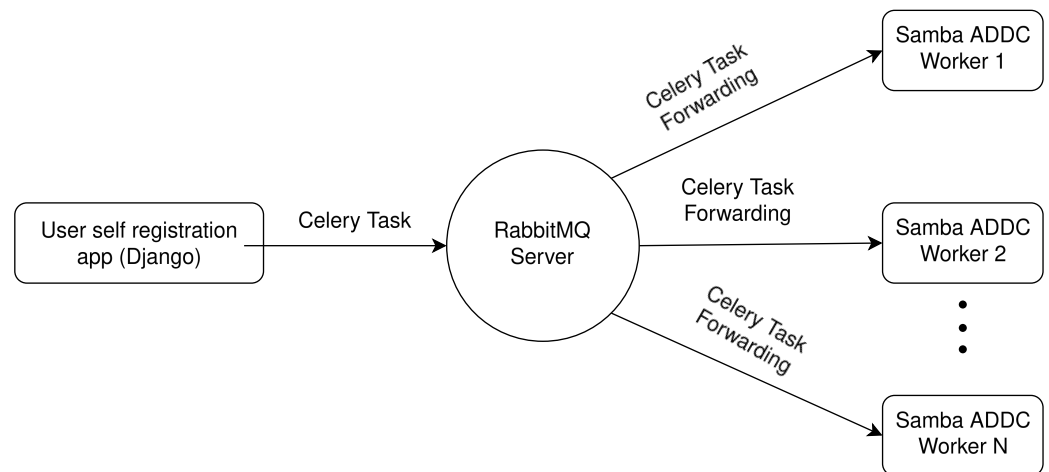 User self registration
app (Django)
Celery Task
RabbitMQ
Server
Celery Task
Forwarding
Samba ADDC
Worker 1
Celery Task
Forwarding
Samba ADDC
Worker 2
Celery Task
Forwarding
Samba ADDC
Worker N